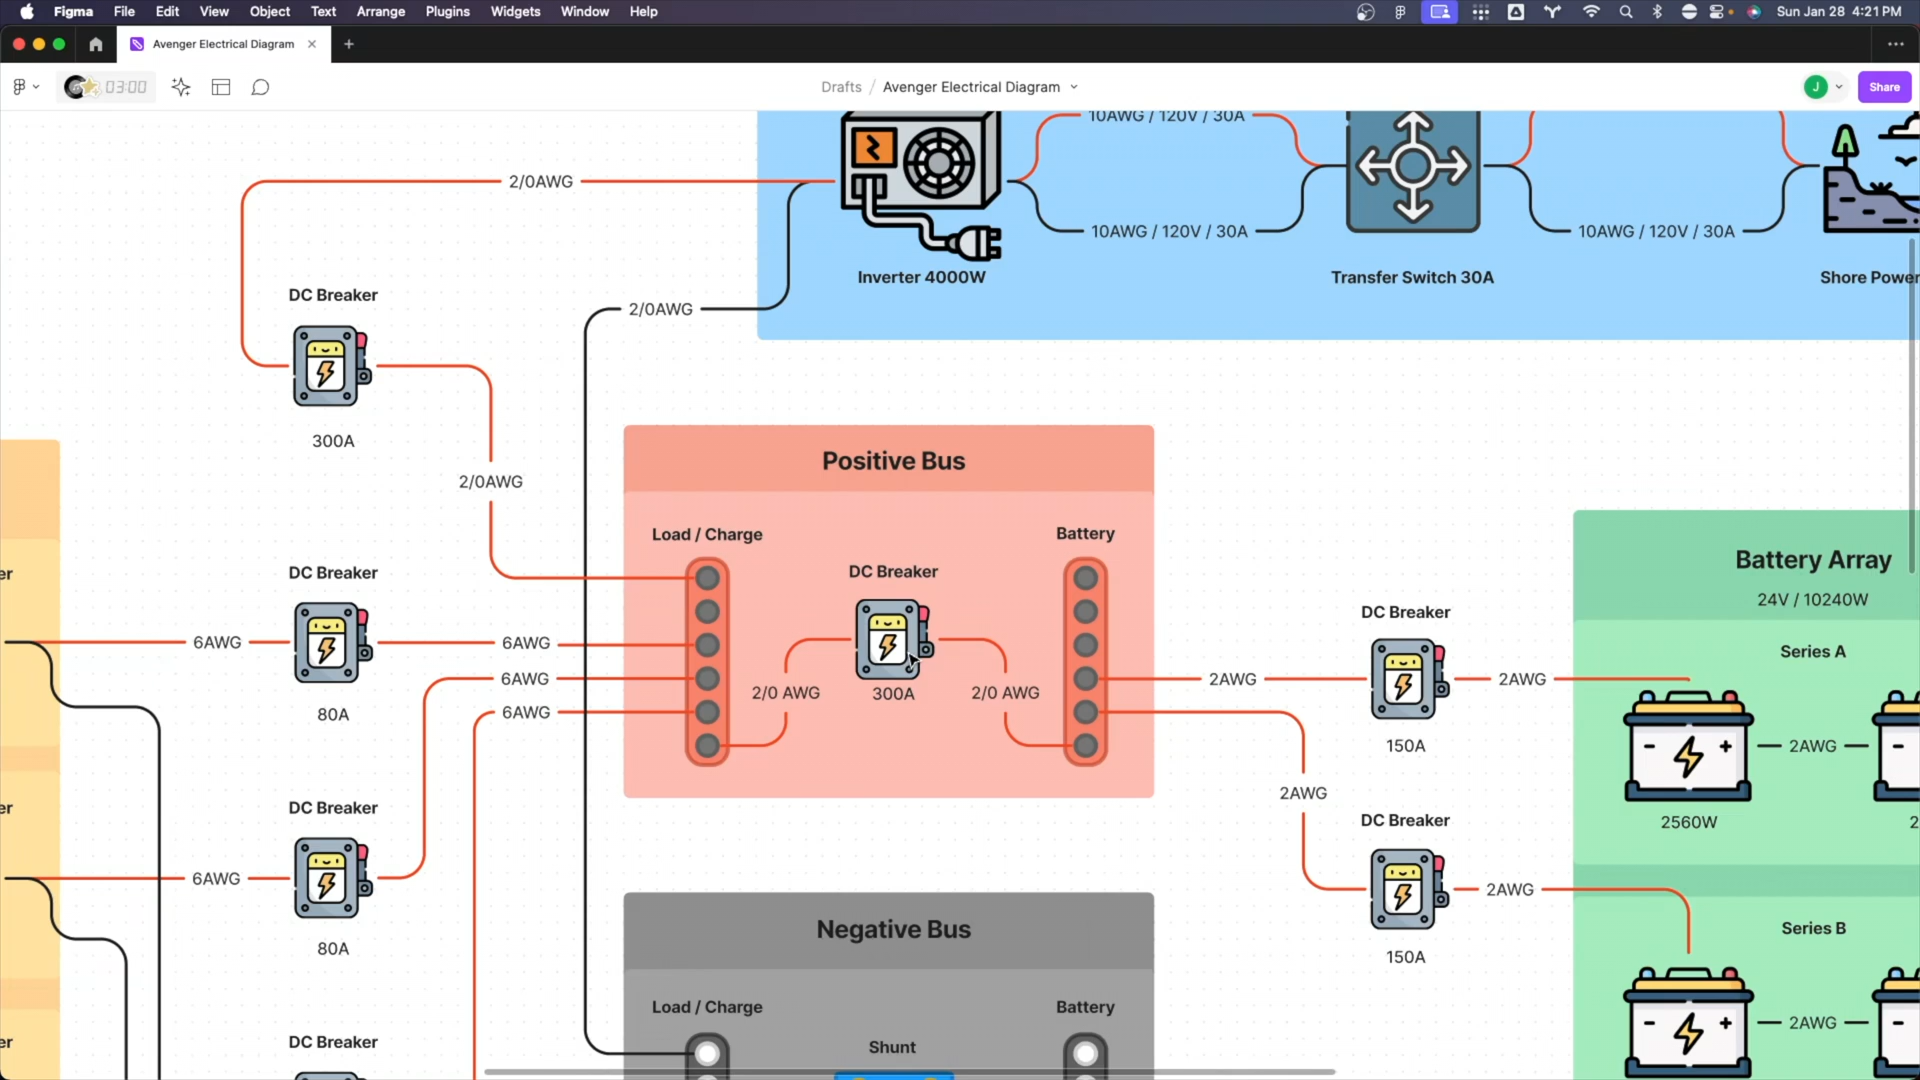 Figma File Edit View Object Text Arrange Plugins Widgets Window Help Sun Jan 28 4:21 PM
Avenger Electrical Diagram
03:00 Drafts / Avenger Electrical Diagram J Share
10AWG / 120V / 30A
2/0AWG
10AWG / 120V / 30A 10AWG / 120V / 30A
Inverter 4000W Transfer Switch 30A Shore Power
DC Breaker
2/0AWG
300A
Positive Bus
2/0AWG
Load / Charge Battery
Battery Array
er DC Breaker DC Breaker
24V / 10240W
DC Breaker
6AWG 6AWG
Series A
6AWG 2/0 AWG 300A 2/0 AWG 2AWG 2AWG
80A 6AWG
150A - + 2AWG -
2AWG
er DC Breaker DC Breaker 2560W 2
6AWG 2AWG
Negative Bus Series B
80A 150A
Load / Charge Battery
- + 2AWG -
er DC Breaker Shunt